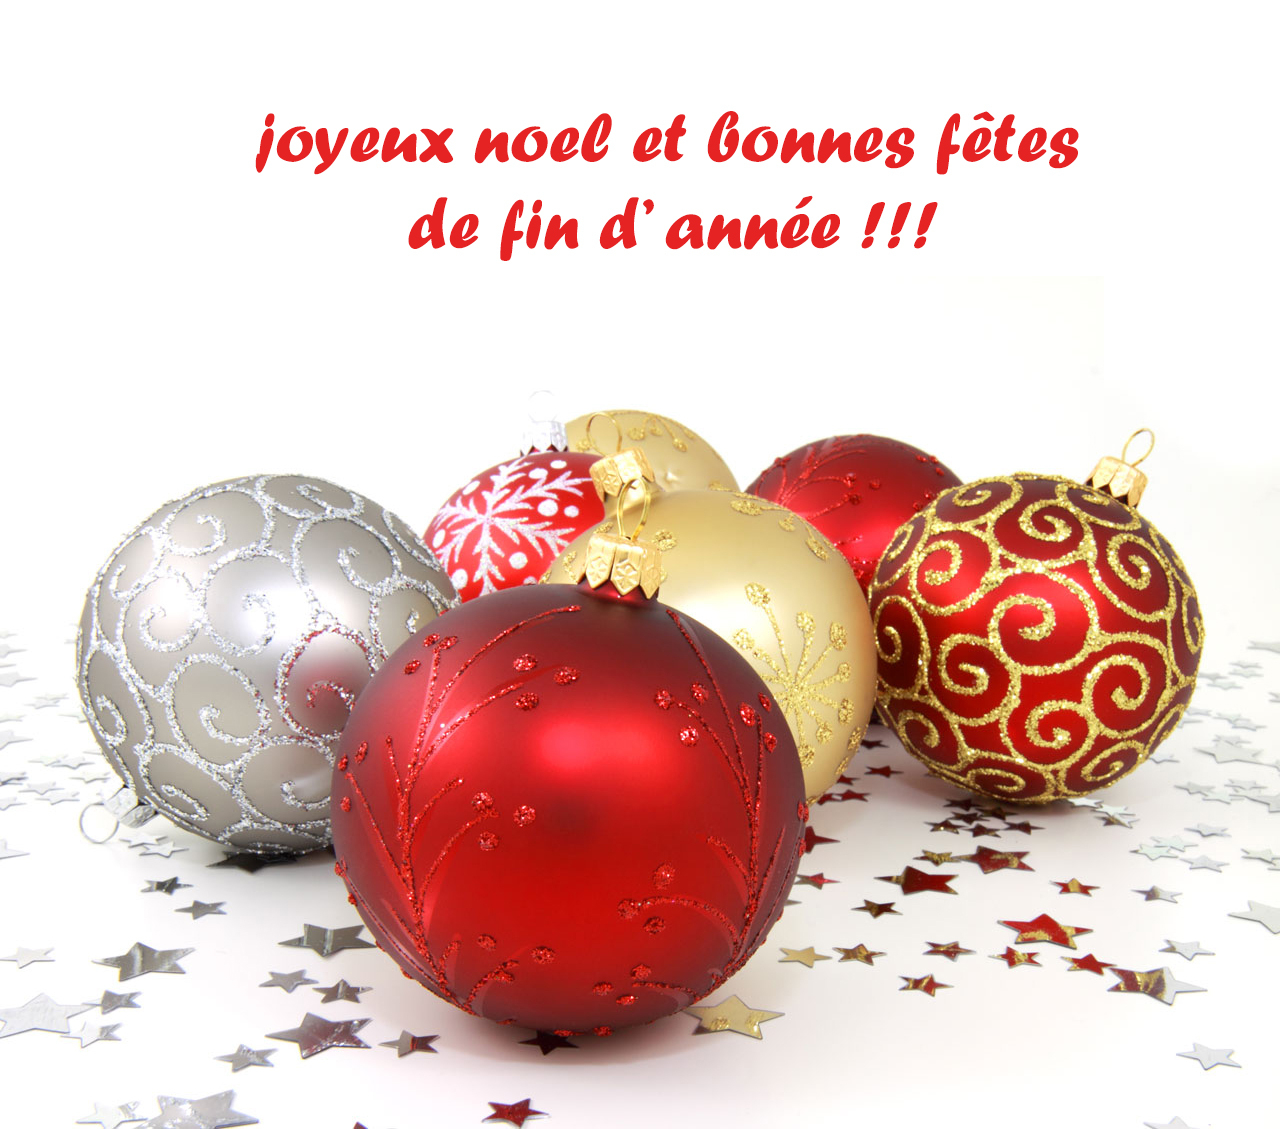 joyeux noel et bonnes fêtes
de fin d’ année !!!